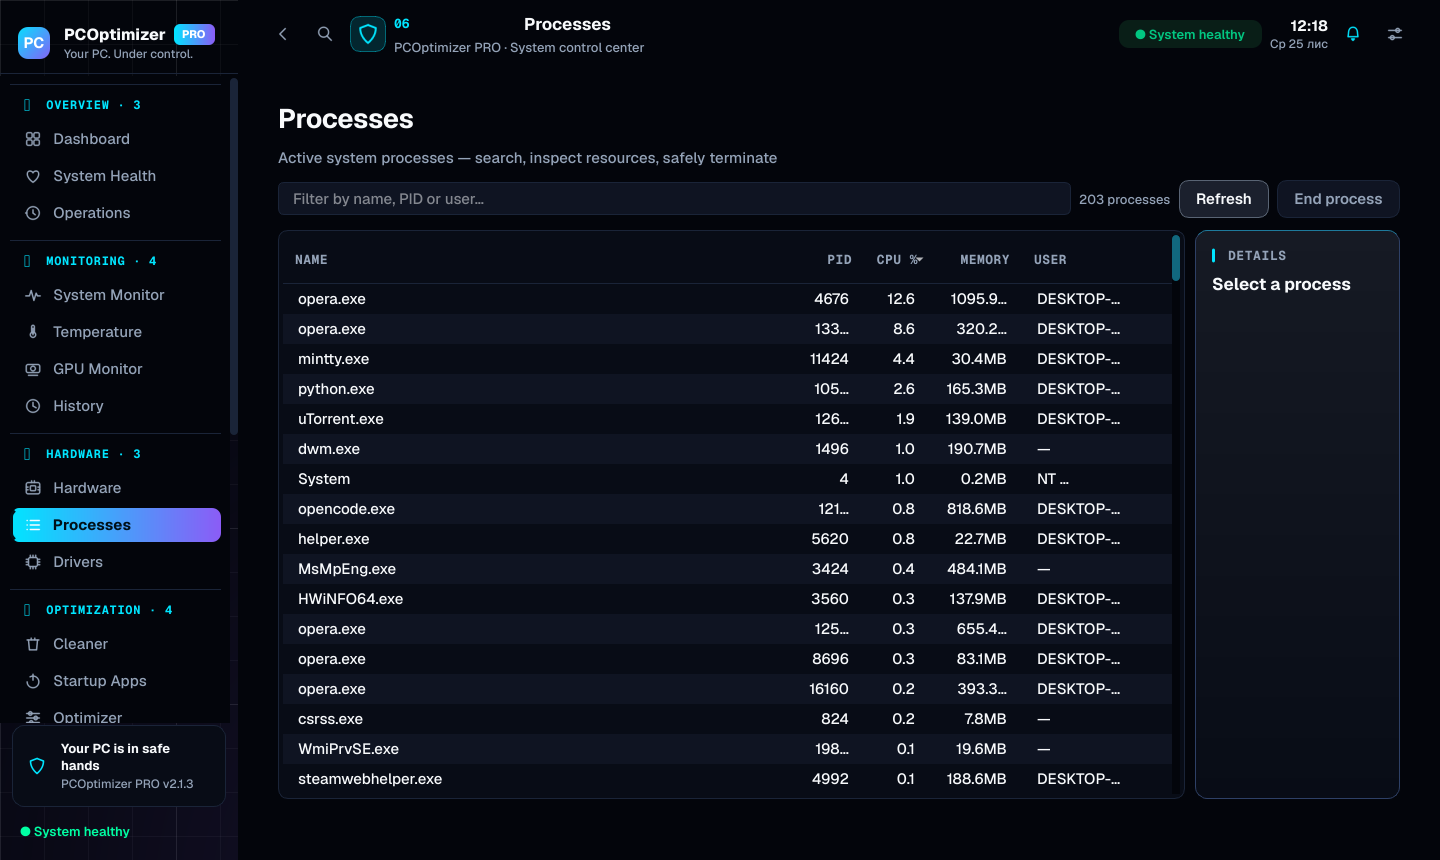 PC
PCOptimizer PRO
Your PC. Under control.
OVERVIEW · 3
Dashboard
System Health
Operations
MONITORING · 4
System Monitor
Temperature
GPU Monitor
History
HARDWARE · 3
Hardware
Processes
Drivers
OPTIMIZATION · 4
Cleaner
Startup Apps
Optimizer
Your PC is in safe
hands
PCOptimizer PRO v2.1.3
System healthy
06 Processes
PCOptimizer PRO · System control center
System healthy
12:18
Ср 25 лис
Processes
Active system processes — search, inspect resources, safely terminate
Filter by name, PID or user...
203 processes
Refresh
End process
NAME PID CPU % MEMORY USER
opera.exe 4676 12.6 1095.9... DESKTOP-...
opera.exe 133... 8.6 320.2... DESKTOP-...
mintty.exe 11424 4.4 30.4MB DESKTOP-...
python.exe 105... 2.6 165.3MB DESKTOP-...
uTorrent.exe 126... 1.9 139.0MB DESKTOP-...
dwm.exe 1496 1.0 190.7MB —
System 4 1.0 0.2MB NT ...
opencode.exe 121... 0.8 818.6MB DESKTOP-...
helper.exe 5620 0.8 22.7MB DESKTOP-...
MsMpEng.exe 3424 0.4 484.1MB —
HWiNFO64.exe 3560 0.3 137.9MB DESKTOP-...
opera.exe 125... 0.3 655.4... DESKTOP-...
opera.exe 8696 0.3 83.1MB DESKTOP-...
opera.exe 16160 0.2 393.3... DESKTOP-...
csrss.exe 824 0.2 7.8MB —
WmiPrvSE.exe 198... 0.1 19.6MB —
steamwebhelper.exe 4992 0.1 188.6MB DESKTOP-...
DETAILS
Select a process